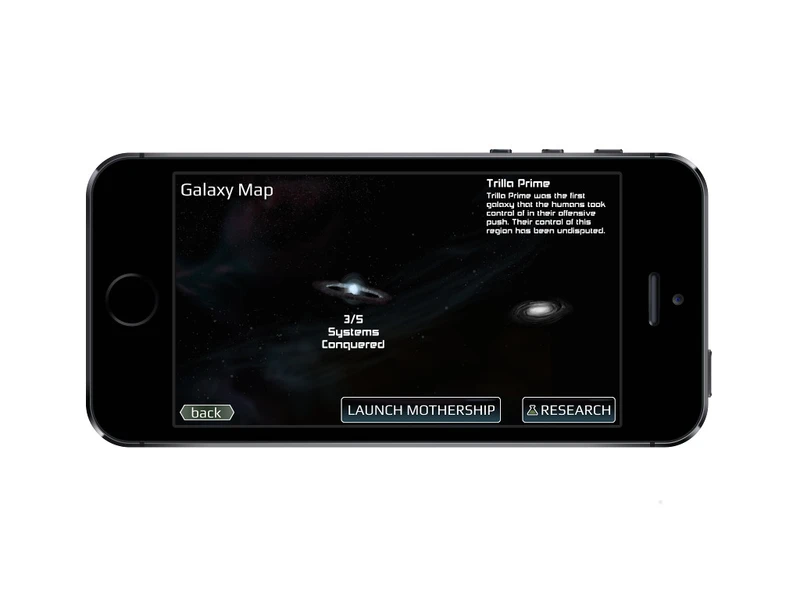 Galaxy Map
Trilla Prime
Trilla Prime was the first
galaxy that the humans took
control of in their offensive
push. Their control of this
region has been undisputed.
3/5
Systems
Conquered
back
LAUNCH MOTHERSHIP
RESEARCH